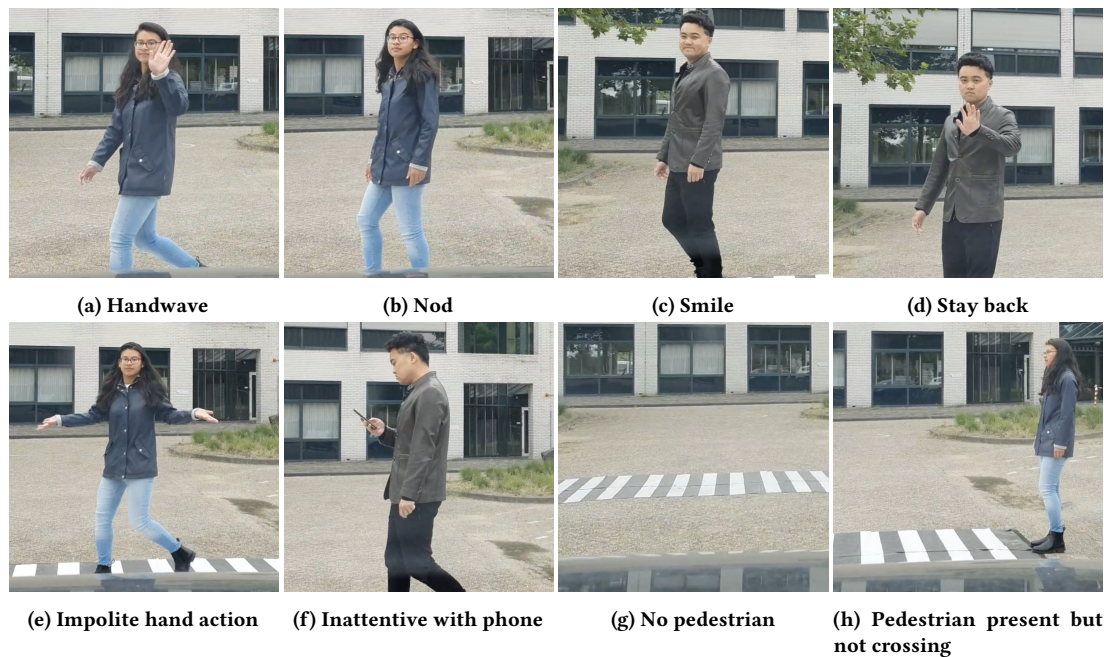 (a) Handwave
(b) Nod
(c) Smile
(d) Stay back
(e) Impolite hand action
(f) Inattentive with phone
(g) No pedestrian
(h) Pedestrian present but
not crossing